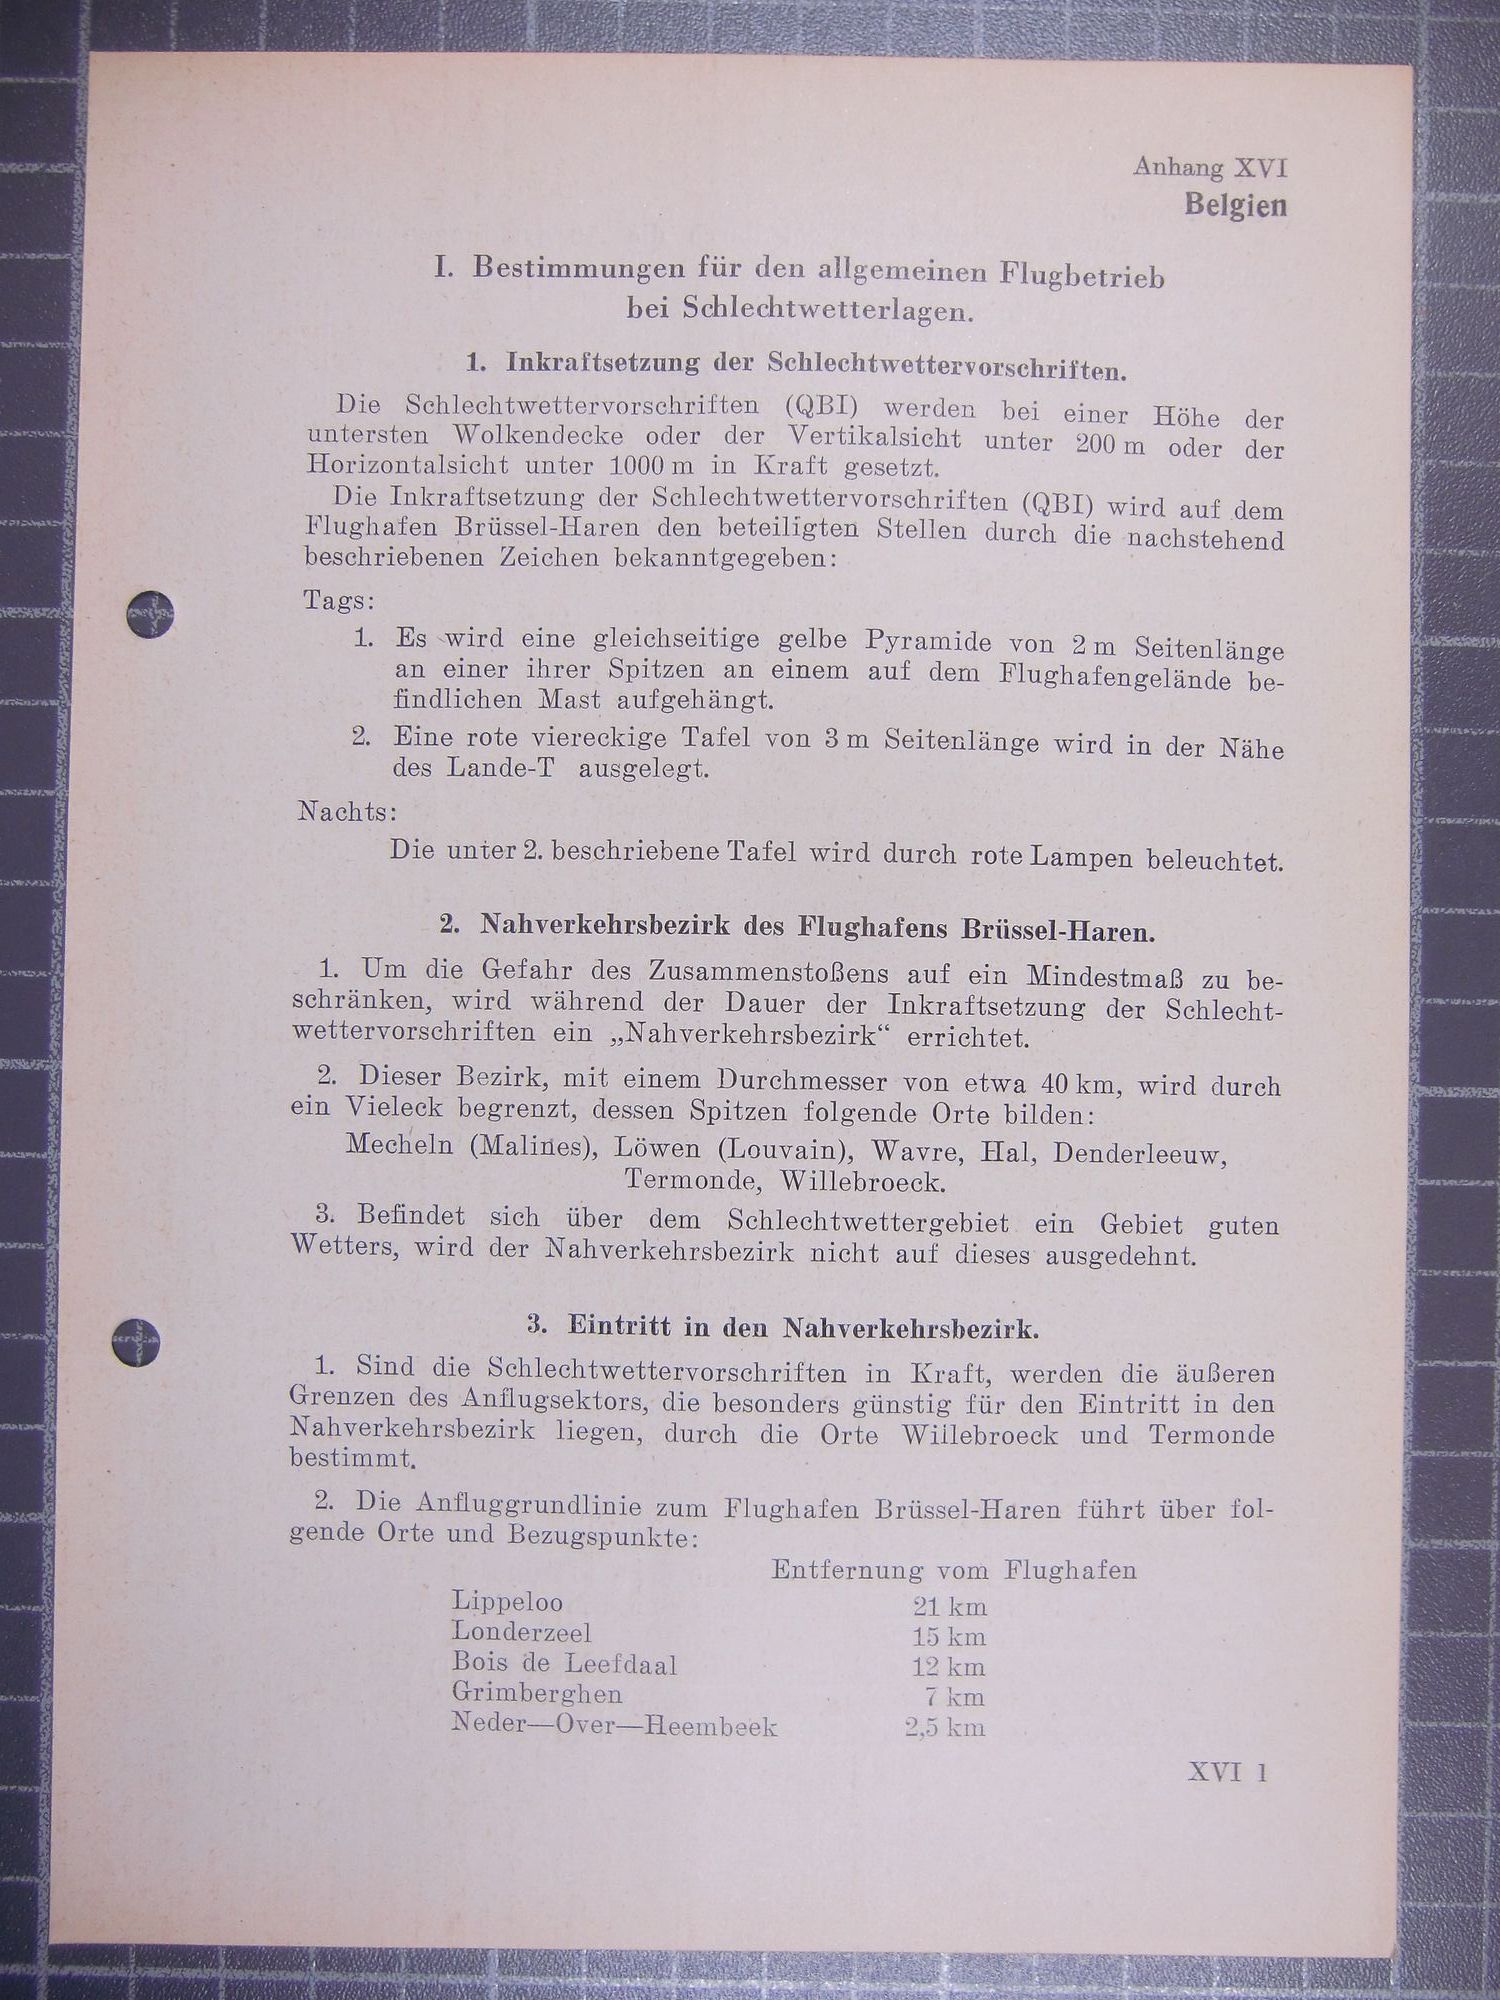 Anhang XVI
Belgien
I. Bestimmungen für den allgemeinen Flugbetrieb
bei Schlechtwetterlagen.
1. Inkraftsetzung der Schlechtwettervorschriften.
Die Schlechtwettervorschriften (QBI) werden bei einer Höhe der
untersten Wolkendecke oder der Vertikalsicht unter 200 m oder der
Horizontalsicht unter 1000 m in Kraft gesetzt.
Die Inkraftsetzung der Schlechtwettervorschriften (QBI) wird auf dem
Flughafen Brüssel-Haren den beteiligten Stellen durch die nachstehend
beschriebenen Zeichen bekanntgegeben:
Tags:
1. Es wird eine gleichseitige gelbe Pyramide von 2 m Seitenlänge
an einer ihrer Spitzen an einem auf dem Flughafengelände be-
findlichen Mast aufgehängt.
2. Eine rote viereckige Tafel von 3 m Seitenlänge wird in der Nähe
des Lande-T ausgelegt.
Nachts:
Die unter 2. beschriebene Tafel wird durch rote Lampen beleuchtet.
2. Nahverkehrsbezirk des Flughafens Brüssel-Haren.
1. Um die Gefahr des Zusammenstoßens auf ein Mindestmaß zu be-
schränken, wird während der Dauer der Inkraftsetzung der Schlecht-
wettervorschriften ein „Nahverkehrsbezirk“ errichtet.
2. Dieser Bezirk, mit einem Durchmesser von etwa 40 km, wird durch
ein Vieleck begrenzt, dessen Spitzen folgende Orte bilden:
Mecheln (Malines), Löwen (Louvain), Wavre, Hal, Denderleeuw,
Termonde, Willebroeck.
3. Befindet sich über dem Schlechtwettergebiet ein Gebiet guten
Wetters, wird der Nahverkehrsbezirk nicht auf dieses ausgedehnt.
3. Eintritt in den Nahverkehrsbezirk.
1. Sind die Schlechtwettervorschriften in Kraft, werden die äußeren
Grenzen des Anflugsektors, die besonders günstig für den Eintritt in den
Nahverkehrsbezirk liegen, durch die Orte Willebroeck und Termonde
bestimmt.
2. Die Anfluggrundlinie zum Flughafen Brüssel-Haren führt über fol-
gende Orte und Bezugspunkte:
Entfernung vom Flughafen
Lippeloo 21 km
Londerzeel 15 km
Bois de Leefdaal 12 km
Grimberghen 7 km
Neder—Over—Heembeek 2,5 km
XVI 1